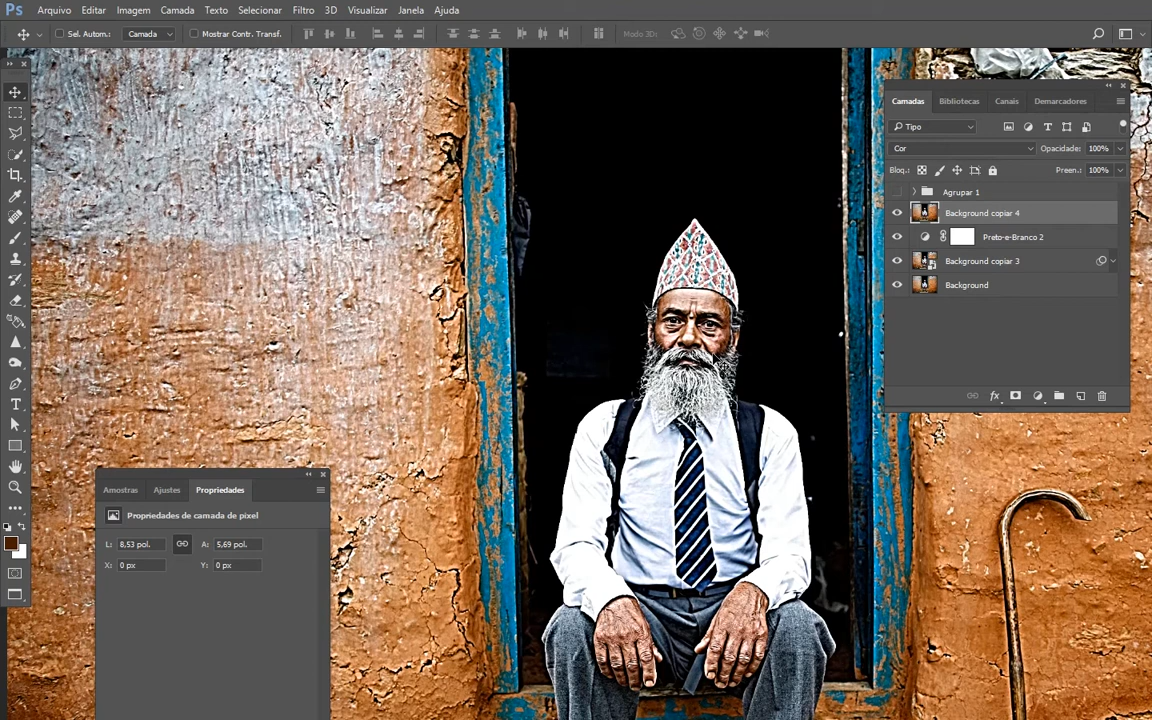 Ps Arquivo Editar Imagem Camada Texto Selecionar Filtro 3D Visualizar Janela Ajuda
Sel. Autom.: Camada Mostrar Contr. Transf. Modo 3D:
Camadas Bibliotecas Canais Demarcadores
Tipo
Cor Opacidade: 100%
Bloq.: Preen.: 100%
Agrupar 1
Background copiar 4
Preto-e-Branco 2
Background copiar 3
Background
fx
Amostras Ajustes Propriedades
Propriedades de camada de pixel
L: 8,53 pol. A: 5,69 pol.
X: 0 px Y: 0 px